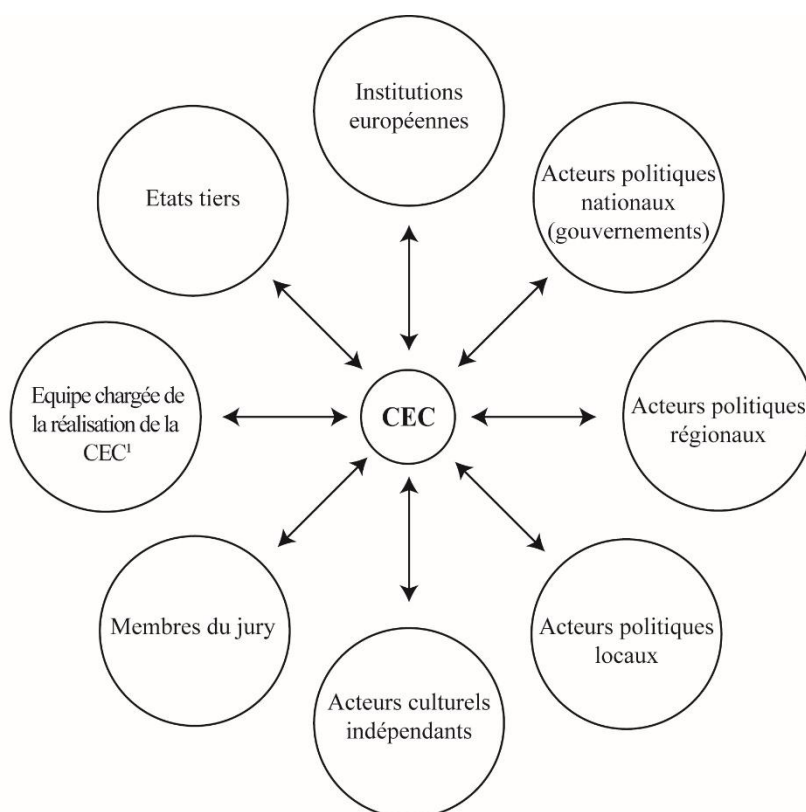 Institutions
européennes
Etats tiers
Acteurs politiques
nationaux
(gouvernements)
Equipe chargée de
la réalisation de la
CEC¹
CEC
Acteurs politiques
régionaux
Membres du jury
Acteurs politiques
locaux
Acteurs culturels
indépendants